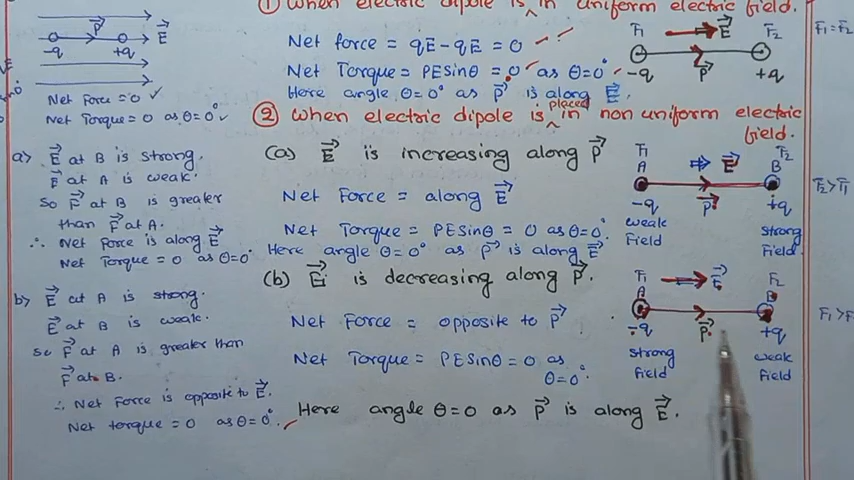 ① When electric dipole is in uniform electric field.
Net force = qE⃗ - qE⃗ = 0
Net Torque = PESinθ = 0 as θ=0°
Here angle θ=0° as p⃗ is along E⃗.
F₁ E⃗ F₂
-q p⃗ +q
F₁=F₂
p⃗
-q +q E⃗
Net Force=0 ✓
Net Torque = 0 as θ=0° ✓
② When electric dipole is placed in non uniform electric
field.
(a) E⃗ is increasing along P⃗
Net Force = along E⃗
Net Torque = PESinθ = 0 as θ=0°.
Here angle θ=0° as p⃗ is along E⃗
F₁ F₂
A E⃗ B
-q P⃗ +q
weak Field
Strong Field.
F₂>F₁
a) E⃗ at B is strong.
E⃗ at A is weak.
So F⃗ at B is greater
than F⃗ at A.
∴ Net Force is along E⃗
Net Torque = 0 as θ=0°
(b) E⃗ is decreasing along P⃗.
Net Force = opposite to P⃗
Net Torque = PESinθ=0 as
θ=0°.
Here angle θ=0 as P⃗ is along E⃗.
F₁ E⃗ F₂
A B
-q P⃗ +q
strong Field
weak Field
F₁>F
b) E⃗ at A is strong.
E⃗ at B is weak.
so F⃗ at A is greater than
F⃗ at B.
∴ Net Force is opposite to E⃗.
Net torque = 0 as θ=0°.